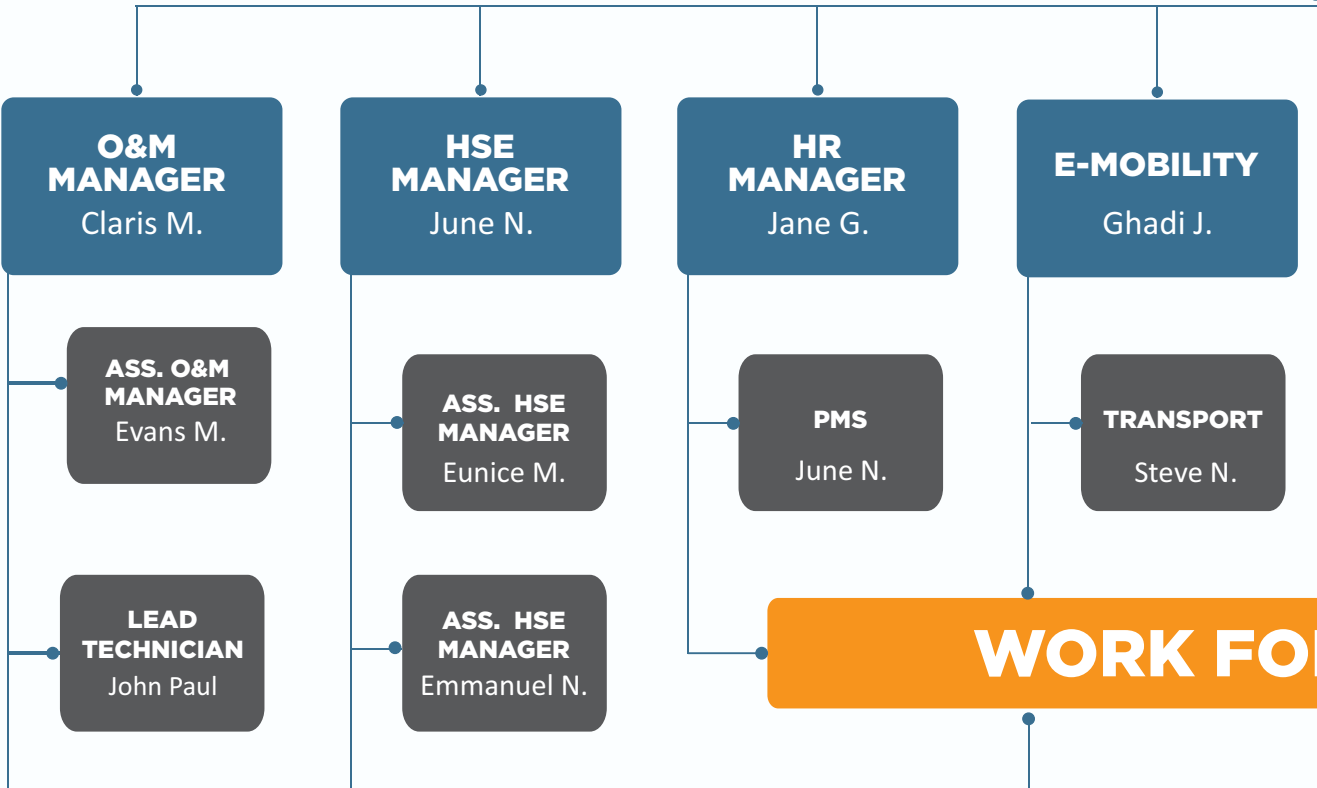 O&M
MANAGER
Claris M.
HSE
MANAGER
June N.
HR
MANAGER
Jane G.
E-MOBILITY
Ghadi J.
ASS. O&M
MANAGER
Evans M.
ASS. HSE
MANAGER
Eunice M.
PMS
June N.
TRANSPORT
Steve N.
LEAD
TECHNICIAN
John Paul
ASS. HSE
MANAGER
Emmanuel N.
WORK